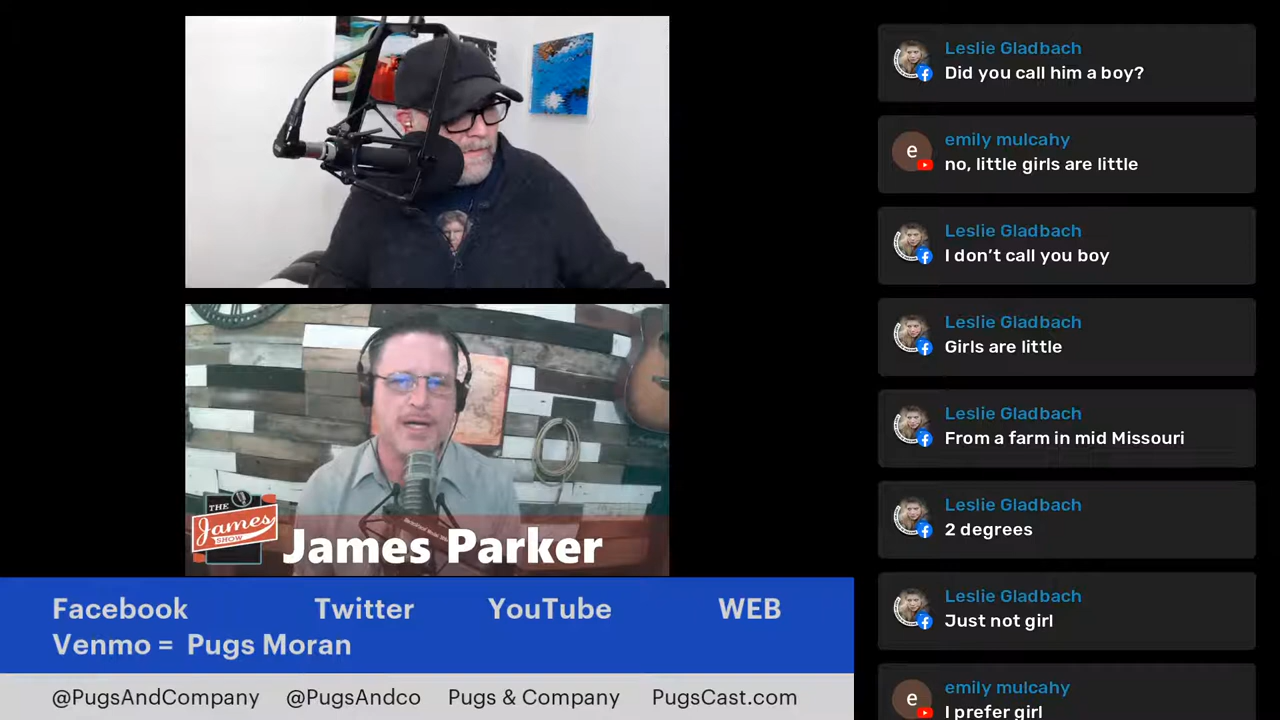 THE
James
SHOW
James Parker
Facebook Twitter YouTube WEB
Venmo = Pugs Moran
@PugsAndCompany @PugsAndco Pugs & Company PugsCast.com
Leslie Gladbach
Did you call him a boy?
e
emily mulcahy
no, little girls are little
Leslie Gladbach
I don’t call you boy
Leslie Gladbach
Girls are little
Leslie Gladbach
From a farm in mid Missouri
Leslie Gladbach
2 degrees
Leslie Gladbach
Just not girl
e
emily mulcahy
I prefer girl